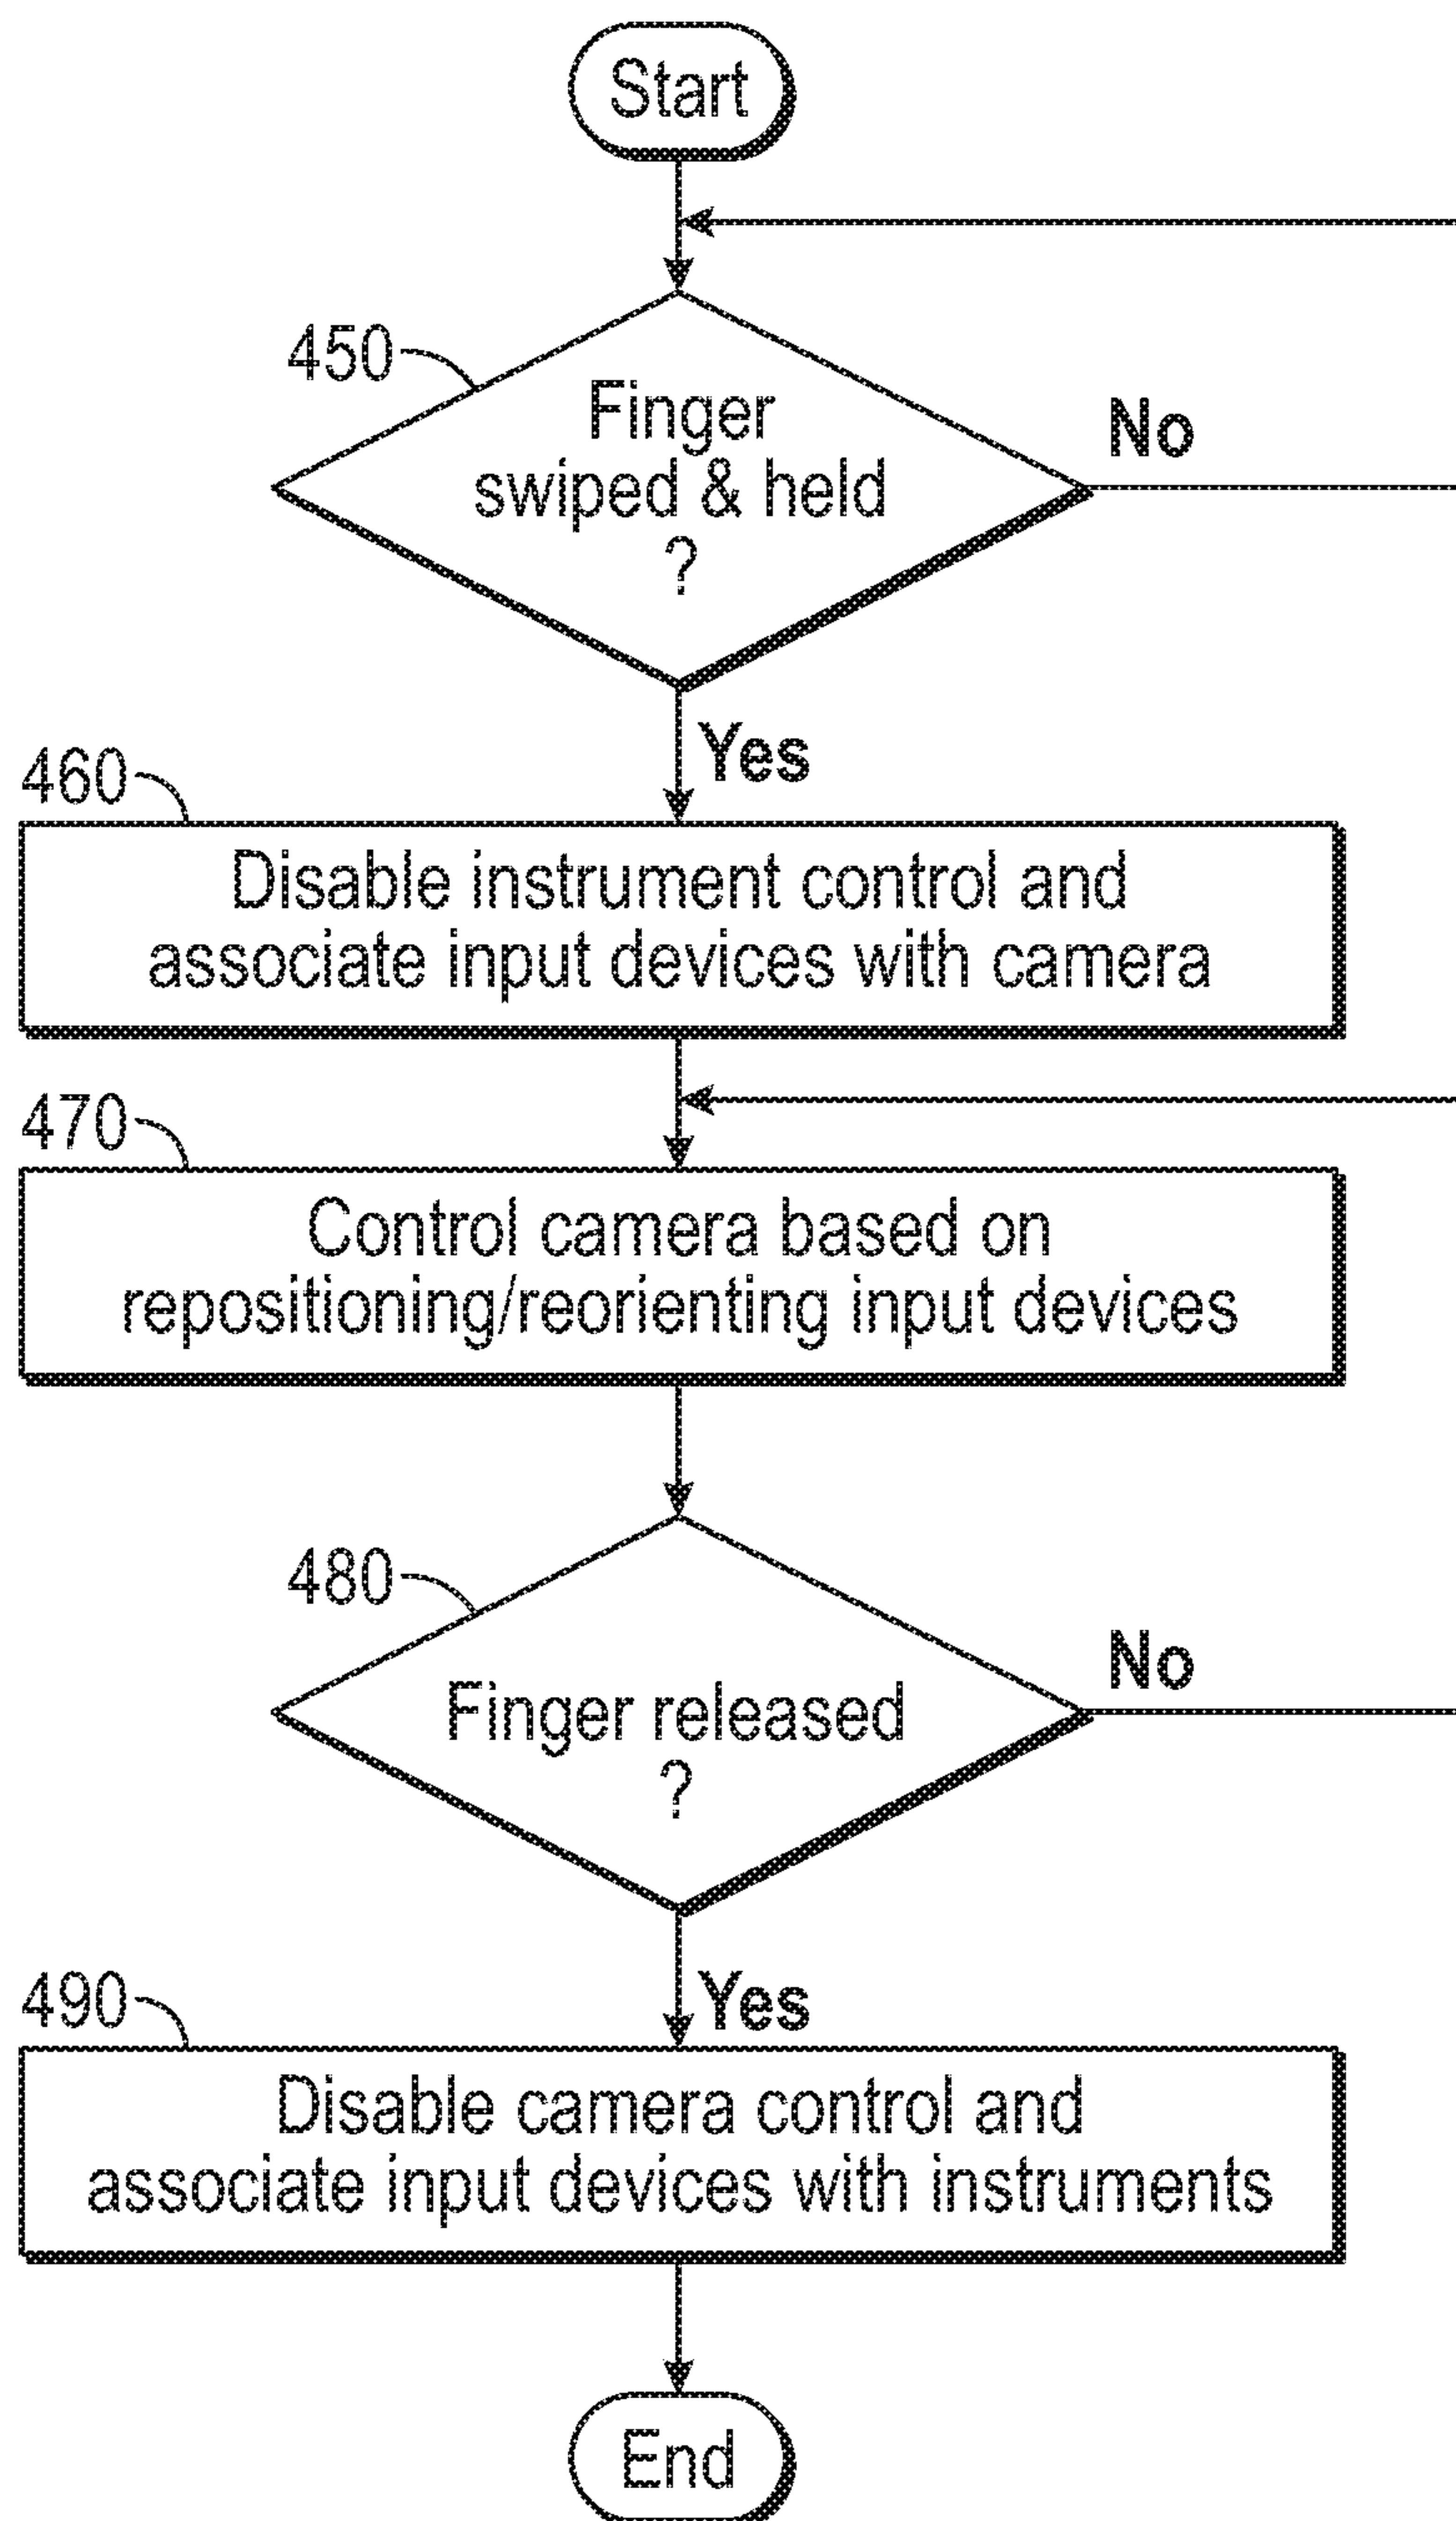 Start
450
Finger
swiped & held
?
No
Yes
460
Disable instrument control and
associate input devices with camera
470
Control camera based on
repositioning/reorienting input devices
480
Finger released
?
No
Yes
490
Disable camera control and
associate input devices with instruments
End